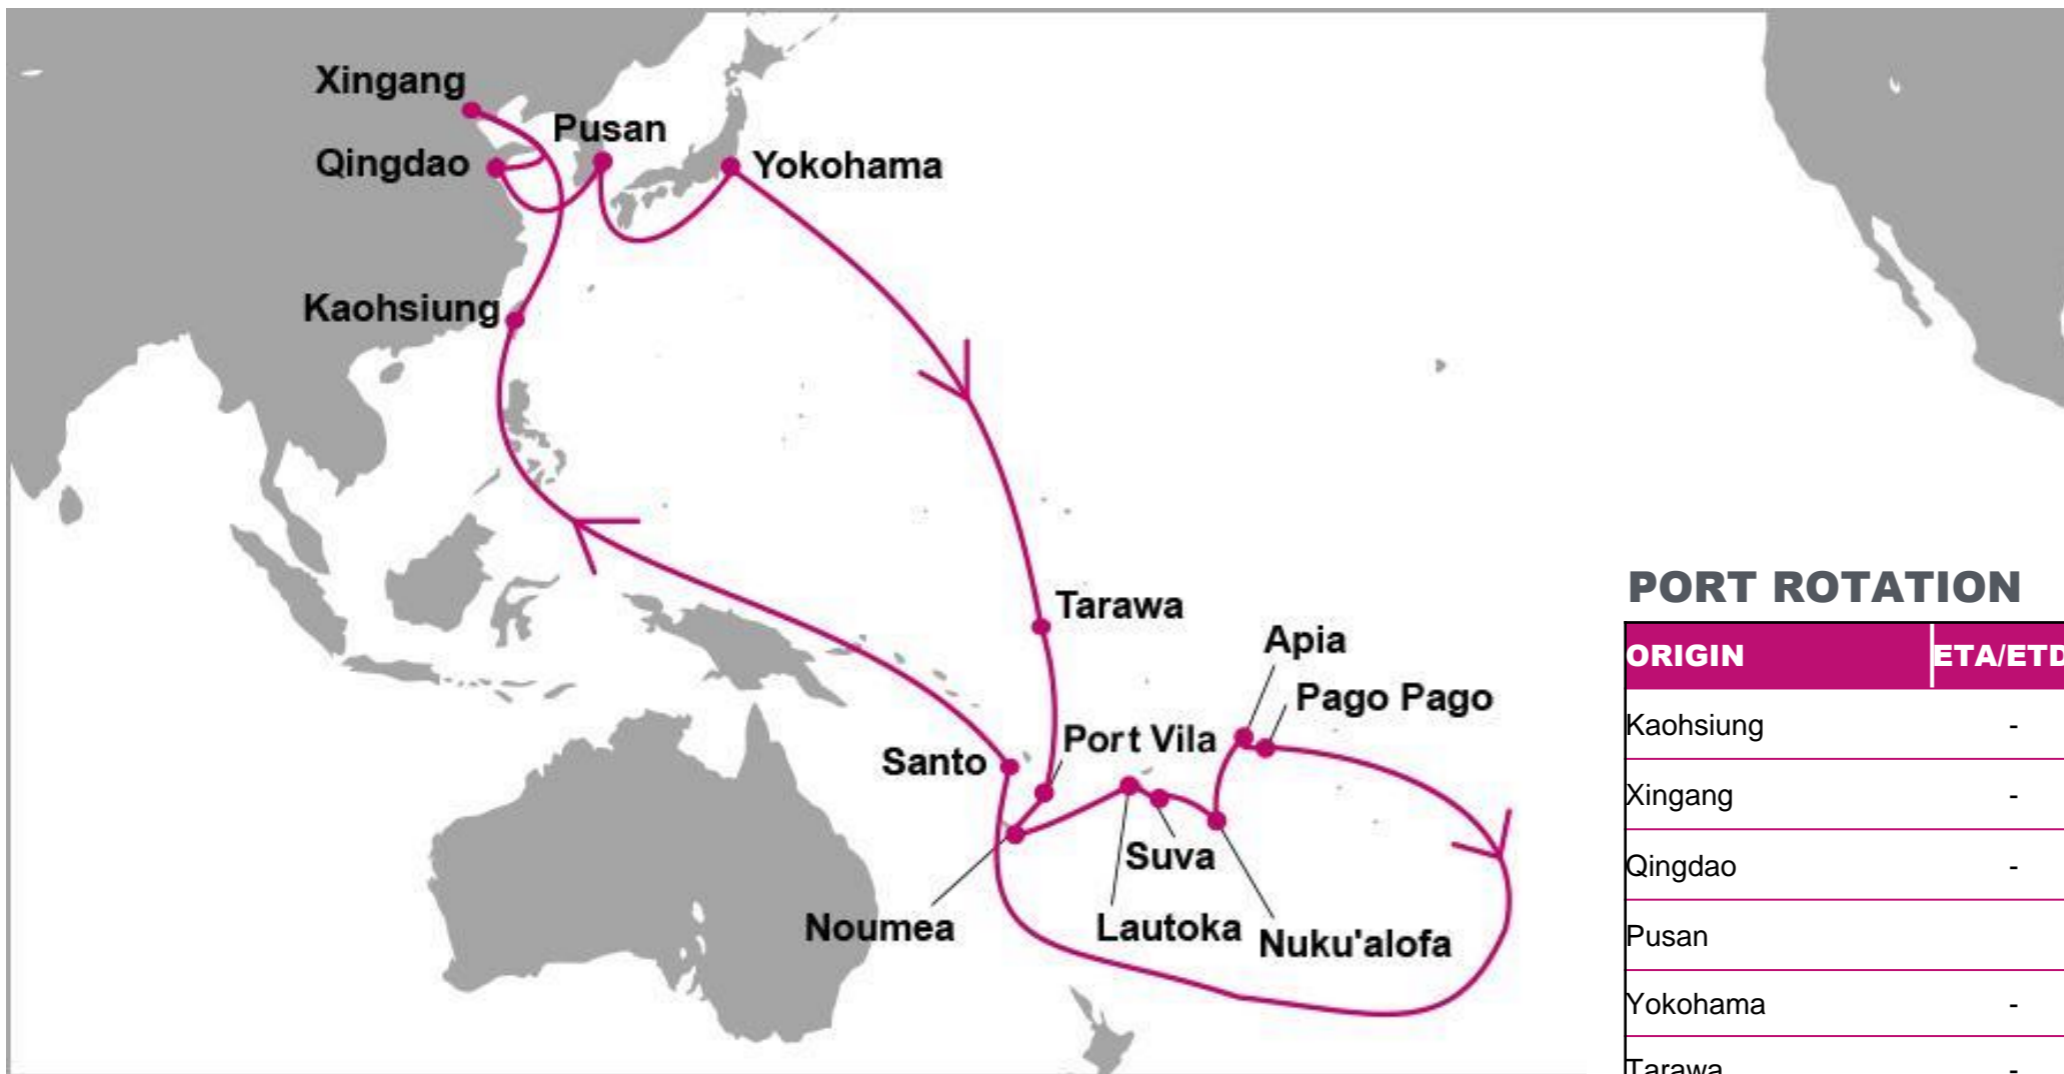 Xingang
Pusan
Qingdao
Yokohama
Kaohsiung
Tarawa
Apia
Pago Pago
Port Vila
Santo
Suva
Noumea
Lautoka
Nuku'alofa
PORT ROTATION
ORIGIN ETA/ETD
Kaohsiung -
Xingang -
Qingdao -
Pusan
Yokohama -
Tarawa -